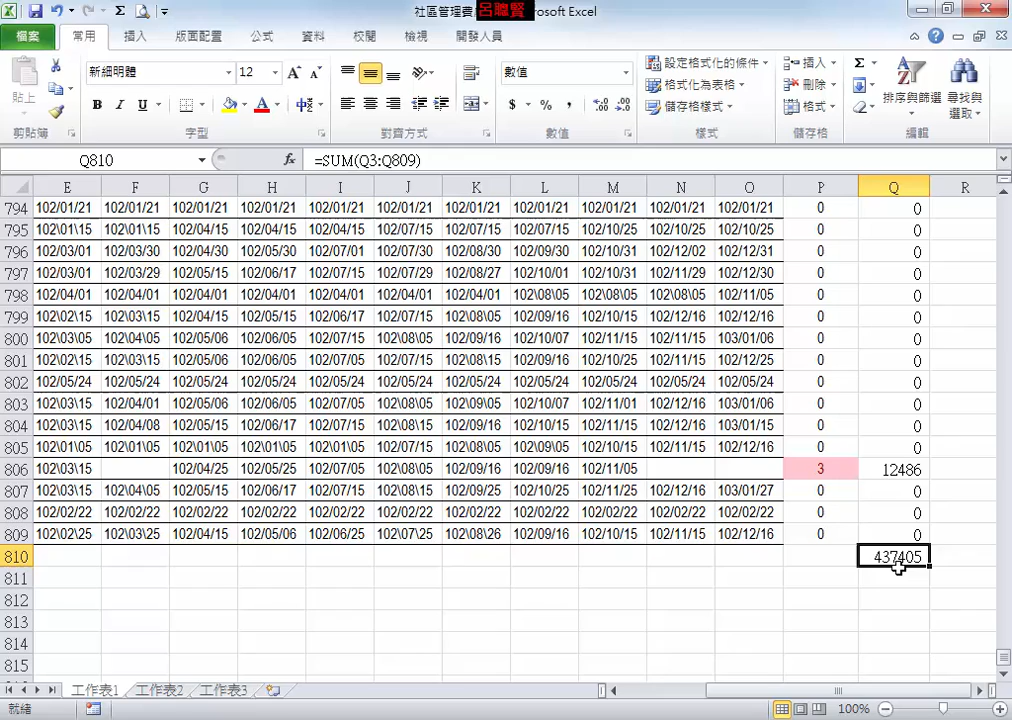 社區管理費 呂聰賢 rosoft Excel
檔案 常用 插入 版面配置 公式 資料 校閱 檢視 開發人員
新細明體 12 數值 設定格式化的條件 插入 Σ
貼上 格式化為表格 刪除 排序與篩選 尋找與選取
B I U 中 $ % , 儲存格樣式 格式
剪貼簿 字型 對齊方式 數值 樣式 儲存格 編輯
Q810 fx =SUM(Q3:Q809)
E F G H I J K L M N O P Q R
794 102/01/21 102/01/21 102/01/21 102/01/21 102/01/21 102/01/21 102/01/21 102/01/21 102/01/21 102/01/21 102/01/21 0 0
795 102\01\15 102\01\15 102/04/15 102/04/15 102/04/15 102/07/15 102/07/15 102/07/15 102/10/25 102/10/25 102/10/25 0 0
796 102/03/01 102/03/30 102/04/30 102/05/30 102/07/01 102/07/30 102/08/30 102/09/30 102/10/31 102/12/02 102/12/31 0 0
797 102/03/01 102/03/29 102/05/15 102/06/17 102/07/15 102/07/29 102/08/27 102/10/01 102/10/31 102/11/29 102/12/30 0 0
798 102/04/01 102/04/01 102/04/01 102/04/01 102/04/01 102/04/01 102/04/01 102\08\05 102\08\05 102\08\05 102/11/05 0 0
799 102\02\15 102\03\15 102/04/15 102/05/15 102/06/17 102/07/15 102\08\05 102/09/16 102/10/15 102/12/16 102/12/16 0 0
800 102\03\05 102\04\05 102/05/06 102/06/05 102/07/15 102\08\05 102/09/16 102/10/07 102/11/15 102/11/15 103/01/06 0 0
801 102\02\15 102\03\15 102/05/06 102/06/05 102/07/05 102/07/15 102\08\15 102/09/16 102/10/25 102/11/15 102/12/25 0 0
802 102/05/24 102/05/24 102/05/24 102/05/24 102/05/24 102/05/24 102/05/24 102/05/24 102/05/24 102/05/24 102/05/24 0 0
803 102\03\15 102/04/01 102/05/06 102/06/05 102/07/05 102\08\05 102/09/05 102/10/07 102/11/01 102/12/16 103/01/06 0 0
804 102\03\15 102/04/08 102/05/15 102/06/17 102/07/15 102\08\15 102/09/16 102/10/15 102/11/15 102/12/16 103/01/15 0 0
805 102\01\05 102\01\05 102\01\05 102\01\05 102\01\05 102/07/15 102\08\05 102\09\05 102/10/15 102/11/15 102/12/16 0 0
806 102\03\15 102/04/25 102/05/25 102/07/05 102\08\05 102/09/16 102/09/16 102/11/05 3 12486
807 102\03\15 102\04\05 102/05/15 102/06/17 102/07/15 102\08\15 102/09/25 102/10/25 102/11/25 102/12/16 103/01/27 0 0
808 102/02/22 102/02/22 102/02/22 102/02/22 102/02/22 102/02/22 102/02/22 102/02/22 102/02/22 102/02/22 102/02/22 0 0
809 102\02\25 102\03\25 102/04/15 102/05/06 102/06/25 102\07\25 102\08\26 102/09/16 102/10/15 102/11/15 102/12/16 0 0
810 437405
811
812
813
814
815
工作表1 工作表2 工作表3
就緒 100%